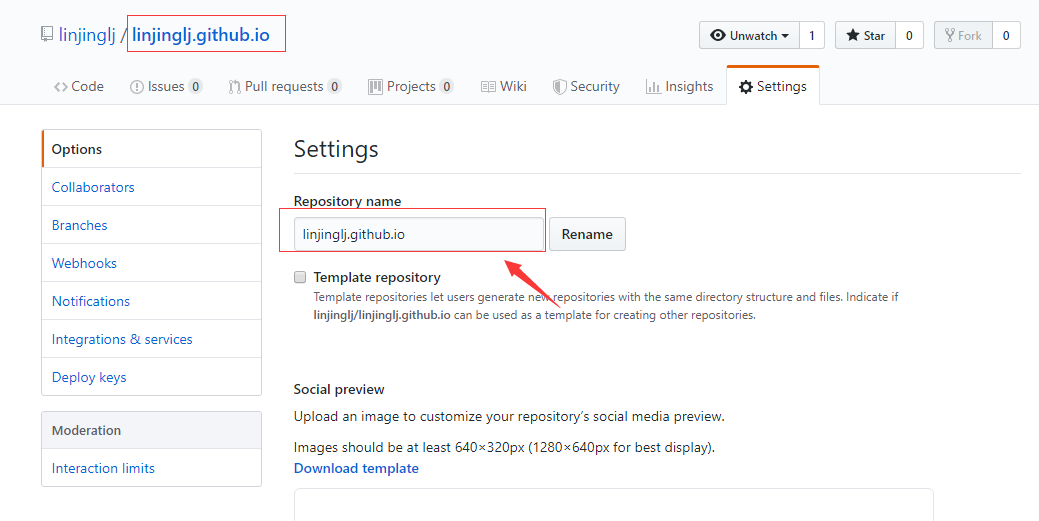 linjinglj / linjinglj.github.io
Unwatch 1 Star 0 Fork 0
Code Issues 0 Pull requests 0 Projects 0 Wiki Security Insights Settings
Options
Collaborators
Branches
Webhooks
Notifications
Integrations & services
Deploy keys
Moderation
Interaction limits
Settings
Repository name
linjinglj.github.io Rename
Template repository
Template repositories let users generate new repositories with the same directory structure and files. Indicate if
linjinglj/linjinglj.github.io can be used as a template for creating other repositories.
Social preview
Upload an image to customize your repository’s social media preview.
Images should be at least 640×320px (1280×640px for best display).
Download template